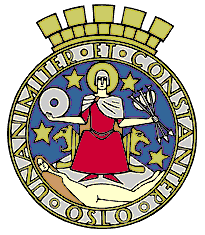 UNANIMITER · ET · CONSTANTER
· OSLO ·